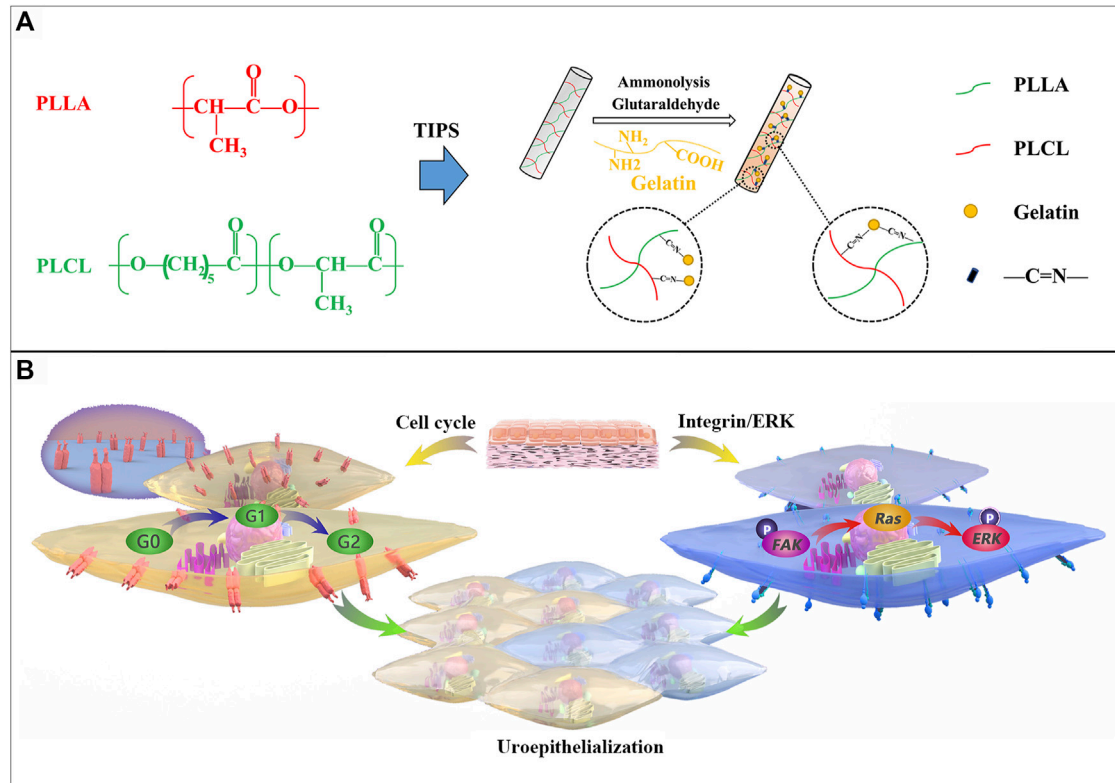 A
PLLA
CH
C
O
O
CH3
TIPS
PLCL
O
(CH2)5
C
O
O
CH
C
O
CH3
Ammonolysis
Glutaraldehyde
NH2
NH2
COOH
Gelatin
C=N
C=N
C=N
C=N
PLLA
PLCL
Gelatin
—C=N—
B
Cell cycle
Integrin/ERK
G0
G1
G2
P
FAK
Ras
P
ERK
Uroepithelialization